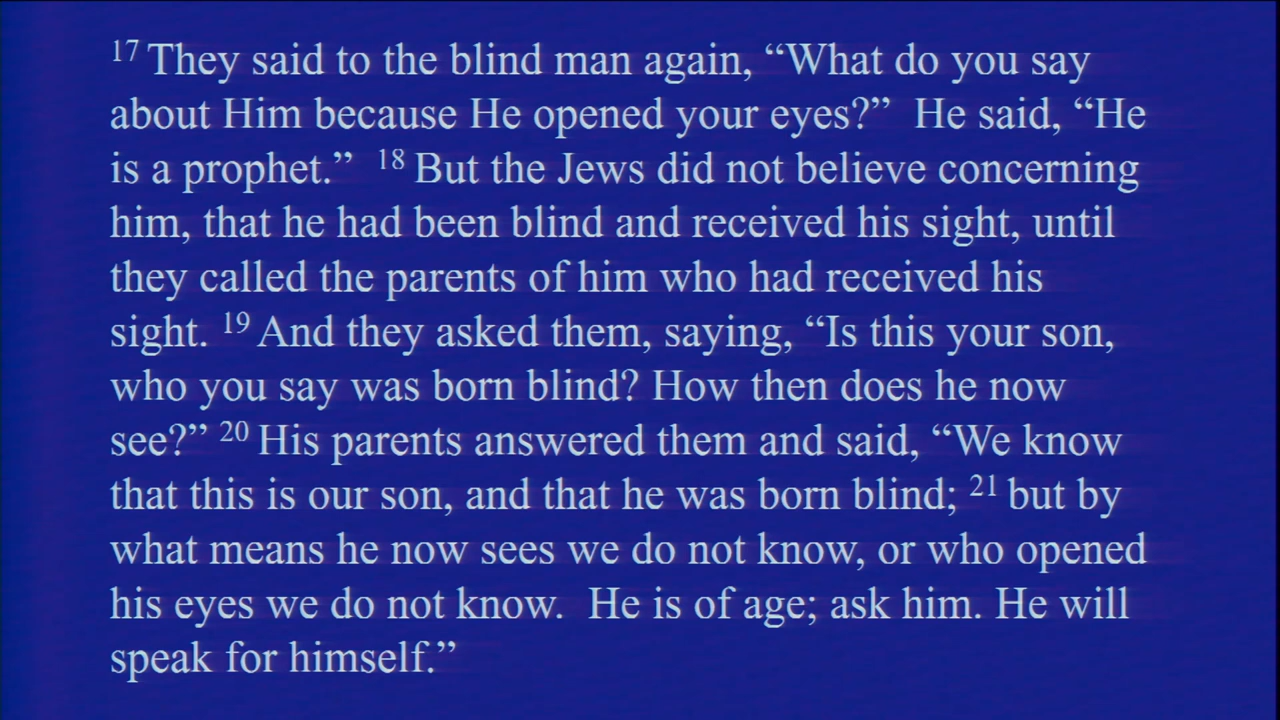 17 They said to the blind man again, “What do you say
about Him because He opened your eyes?”  He said, “He
is a prophet.”  18 But the Jews did not believe concerning
him, that he had been blind and received his sight, until
they called the parents of him who had received his
sight. 19 And they asked them, saying, “Is this your son,
who you say was born blind? How then does he now
see?” 20 His parents answered them and said, “We know
that this is our son, and that he was born blind; 21 but by
what means he now sees we do not know, or who opened
his eyes we do not know.  He is of age; ask him. He will
speak for himself.”